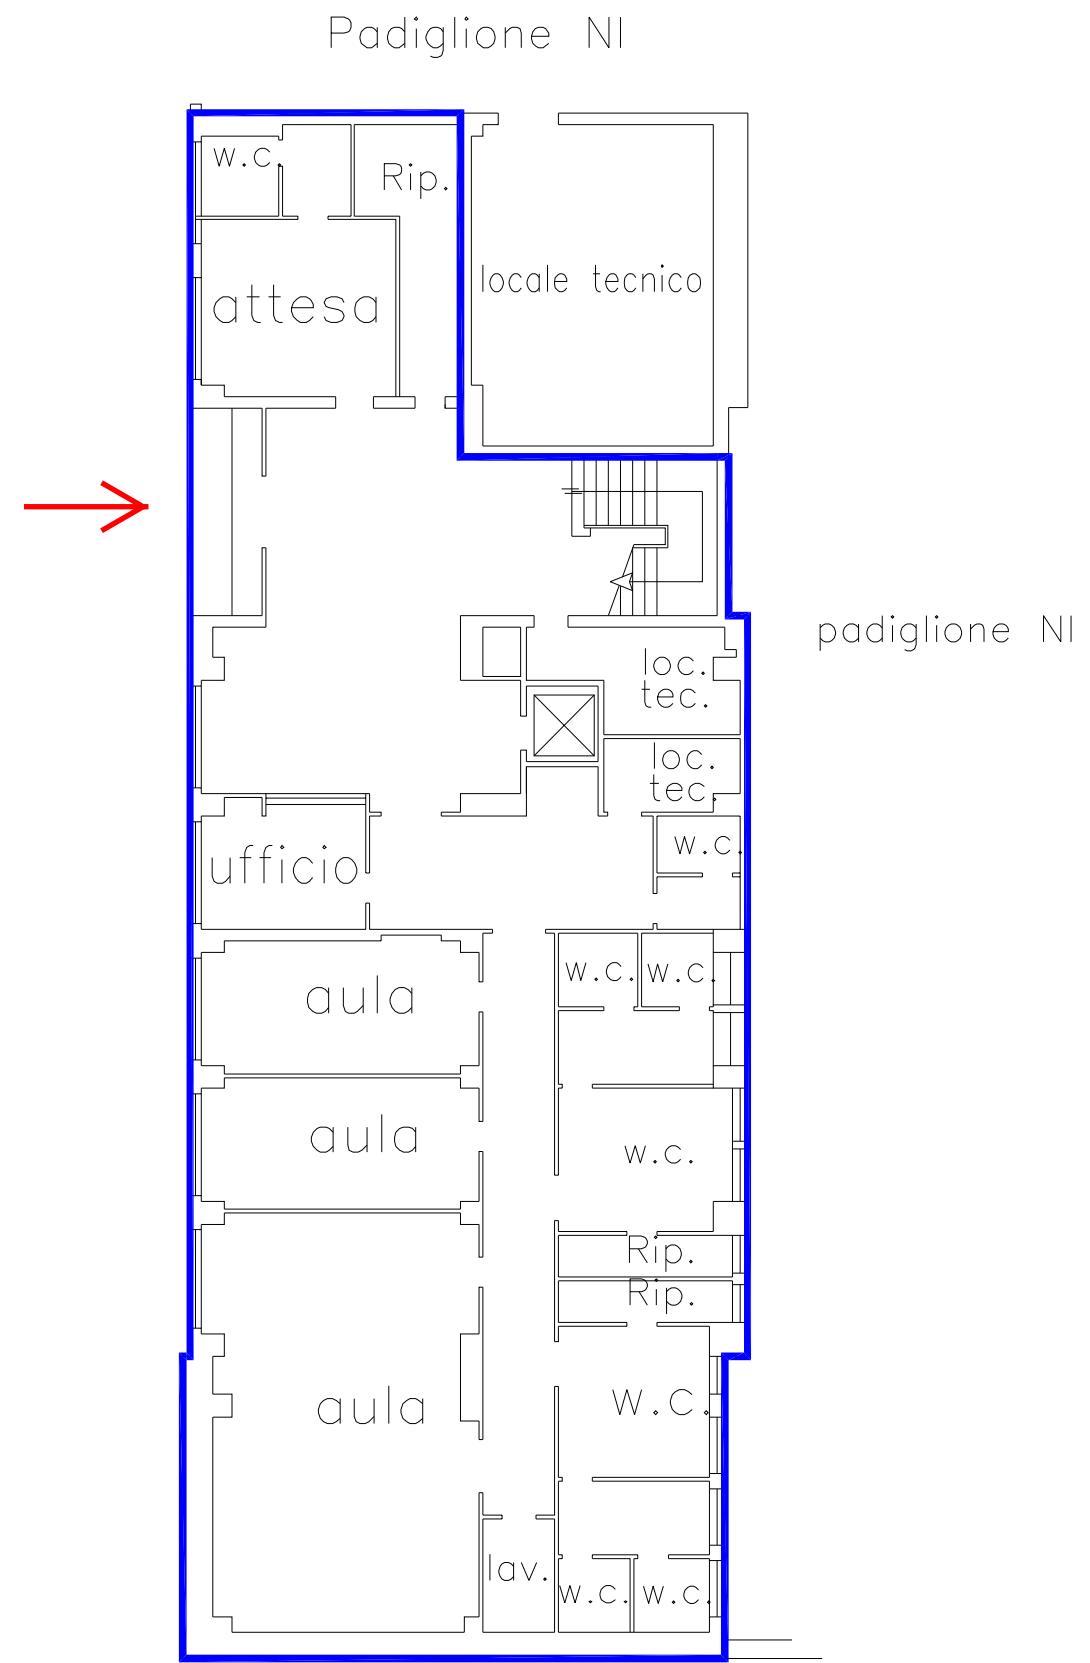 Padiglione NI
w.c.
Rip.
locale tecnico
attesa
padiglione NI
loc.
tec.
loc.
tec.
w.c.
ufficio
w.c. w.c.
aula
aula
w.c.
Rip.
Rip.
w.c.
aula
lav.
w.c. w.c.